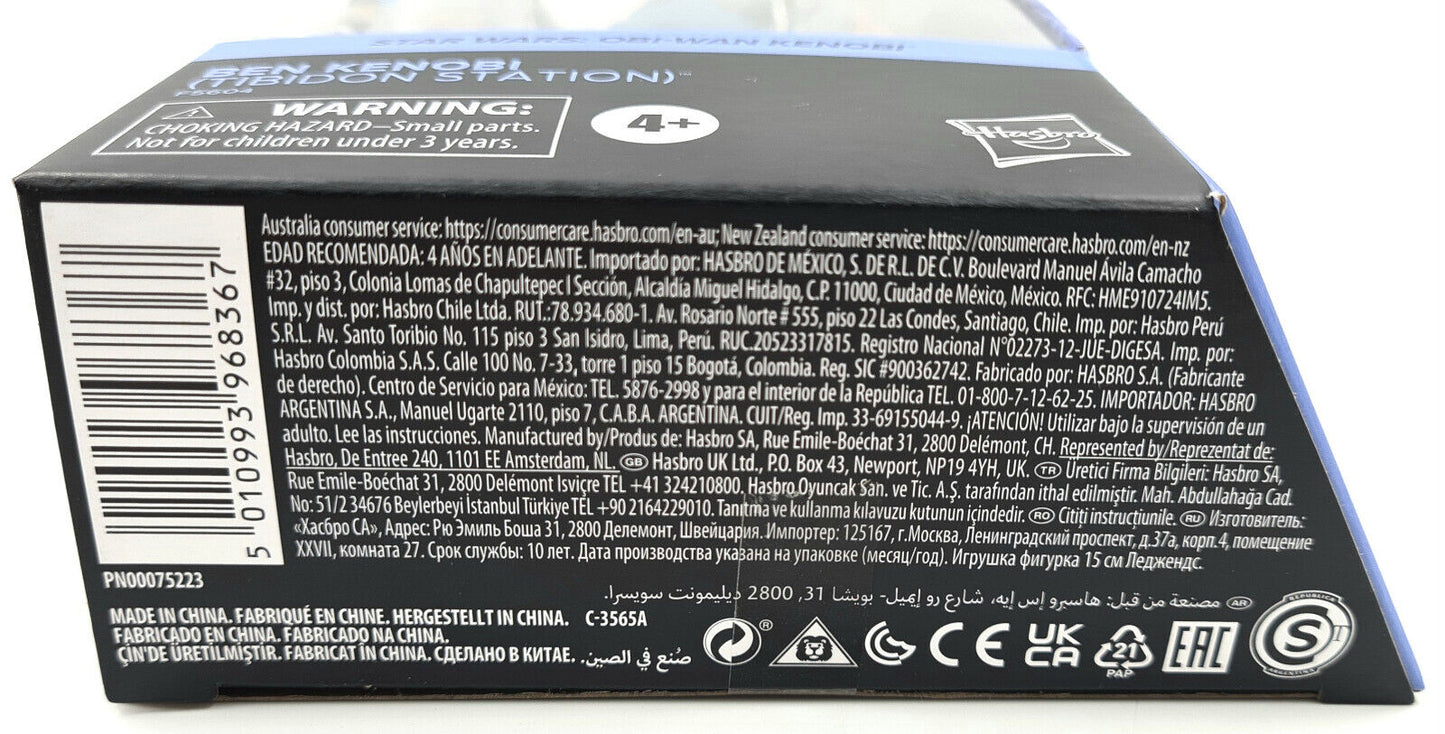 STAR WARS: OBI-WAN KENOBI
BEN KENOBI
(TIBIDON STATION)™
F5604
WARNING:
CHOKING HAZARD—Small parts.
Not for children under 3 years.
4+
Hasbro
5 010993 968367
PN00075223
Australia consumer service: https://consumercare.hasbro.com/en-au; New Zealand consumer service: https://consumercare.hasbro.com/en-nz
EDAD RECOMENDADA: 4 AÑOS EN ADELANTE. Importado por: HASBRO DE MÉXICO, S. DE R.L. DE C.V. Boulevard Manuel Ávila Camacho
#32, piso 3, Colonia Lomas de Chapultepec I Sección, Alcaldía Miguel Hidalgo, C.P. 11000, Ciudad de México, México. RFC: HME910724IM5.
Imp. y dist. por: Hasbro Chile Ltda. RUT.:78.934.680-1. Av. Rosario Norte # 555, piso 22 Las Condes, Santiago, Chile. Imp. por: Hasbro Perú
S.R.L. Av. Santo Toribio No. 115 piso 3 San Isidro, Lima, Perú. RUC.20523317815. Registro Nacional N°02273-12-JUE-DIGESA. Imp. por:
Hasbro Colombia S.A.S. Calle 100 No. 7-33, torre 1 piso 15 Bogotá, Colombia. Reg. SIC #900362742. Fabricado por: HASBRO S.A. (Fabricante
de derecho). Centro de Servicio para México: TEL. 5876-2998 y para el interior de la República TEL. 01-800-7-12-62-25. IMPORTADOR: HASBRO
ARGENTINA S.A., Manuel Ugarte 2110, piso 7, C.A.B.A. ARGENTINA. CUIT/Reg. Imp. 33-69155044-9. ¡ATENCIÓN! Utilizar bajo la supervisión de un
adulto. Lee las instrucciones. Manufactured by/Produs de: Hasbro SA, Rue Emile-Boéchat 31, 2800 Delémont, CH. Represented by/Reprezentat de:
Hasbro, De Entree 240, 1101 EE Amsterdam, NL. GB Hasbro UK Ltd., P.O. Box 43, Newport, NP19 4YH, UK. TR Üretici Firma Bilgileri: Hasbro SA,
Rue Emile-Boéchat 31, 2800 Delémont Isviçre TEL +41 324210800. Hasbro Oyuncak San. ve Tic. A.Ş. tarafından ithal edilmiştir. Mah. Abdullahağa Cad.
No: 51/2 34676 Beylerbeyi İstanbul Türkiye TEL +90 2164229010. Tanıtma ve kullanma kılavuzu kutunun içindedir. RO Citiți instrucțiunile. RU Изготовитель:
«Хасбро СА», Адрес: Рю Эмиль Боша 31, 2800 Делемонт, Швейцария. Импортер: 125167, г.Москва, Ленинградский проспект, д.37а, корп.4, помещение
XXVII, комната 27. Срок службы: 10 лет. Дата производства указана на упаковке (месяц/год). Игрушка фигурка 15 см Леджендс.
AR مصنعة من قبل: هاسبرو إس إيه، شارع رو إيميل- بويشا 31, 2800 ديليمونت سويسرا.
MADE IN CHINA. FABRIQUÉ EN CHINE. HERGESTELLT IN CHINA. C-3565A
FABRICADO EN CHINA. FABRICADO NA CHINA.
ÇİN'DE ÜRETİLMİŞTİR. FABRICAT ÎN CHINA. СДЕЛАНО В КИТАЕ. صُنع في الصين.
®
CE
UK
CA
21
PAP
EAC
REPUBLICA
S
ARGENTINA